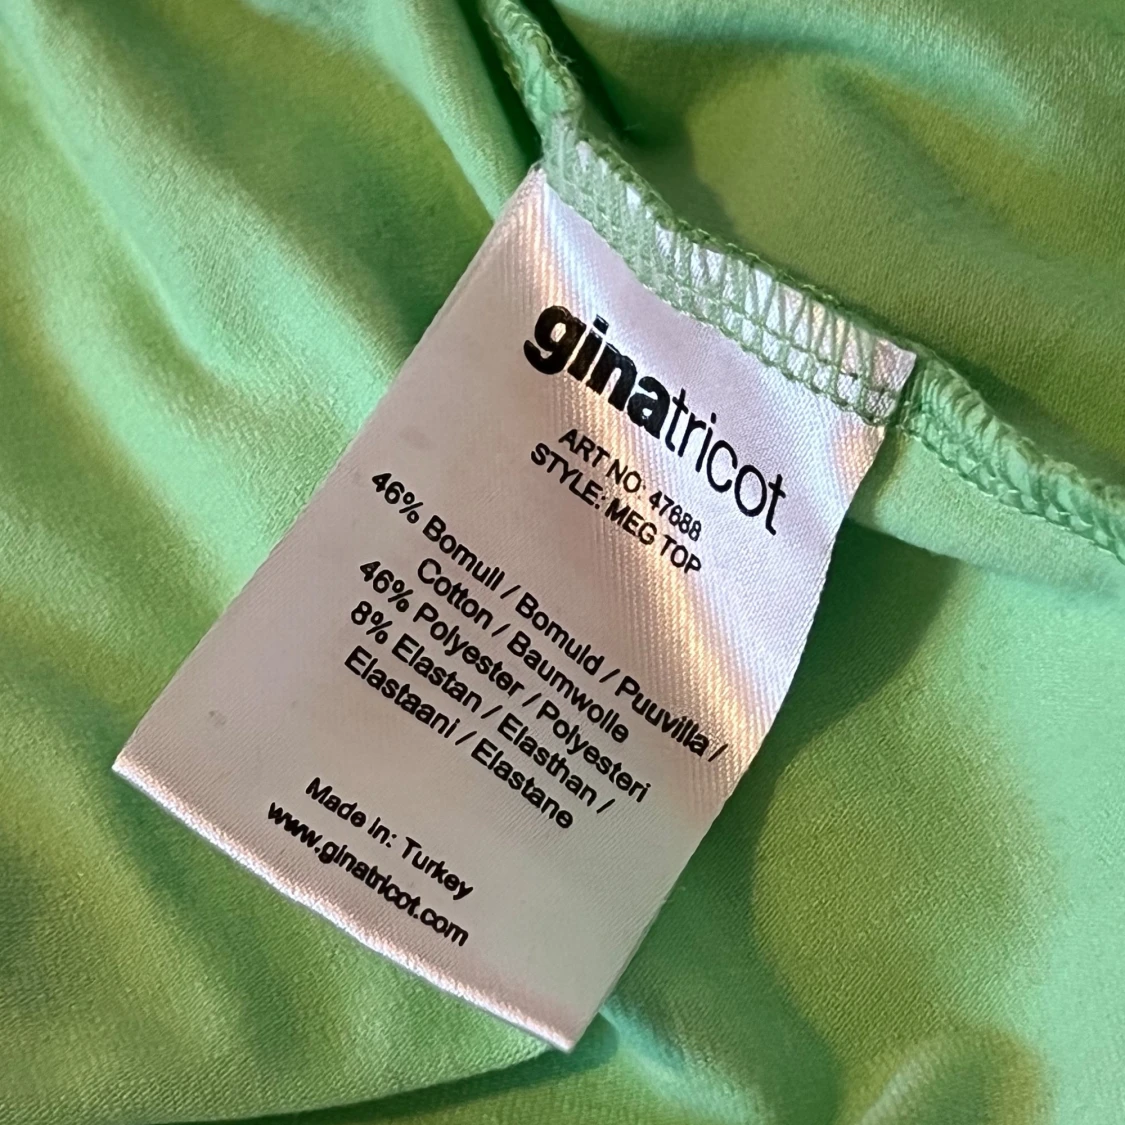 ginatricot
ART NO: 47688
STYLE: MEG TOP
46% Bomull / Bomuld / Puuvilla /
Cotton / Baumwolle
46% Polyester / Polyesteri
8% Elastan / Elasthan /
Elastaani / Elastane
Made in: Turkey
www.ginatricot.com